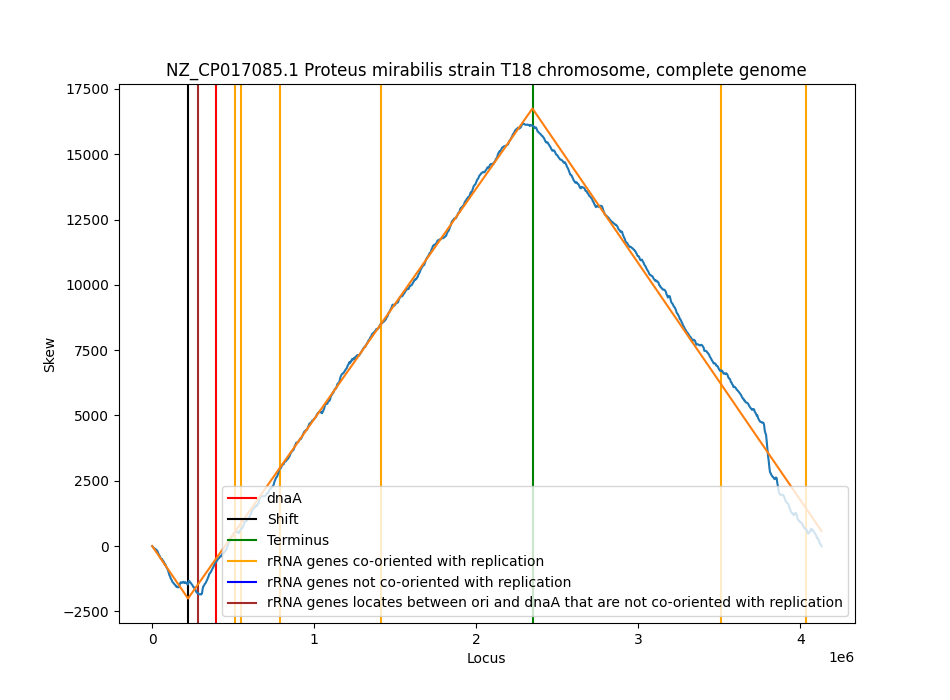 NZ_CP017085.1 Proteus mirabilis strain T18 chromosome, complete genome
17500
15000
12500
10000
7500
5000
2500
0
−2500
Skew
dnaA
Shift
Terminus
rRNA genes co-oriented with replication
rRNA genes not co-oriented with replication
rRNA genes locates between ori and dnaA that are not co-oriented with replication
0 1 2 3 4
1e6
Locus